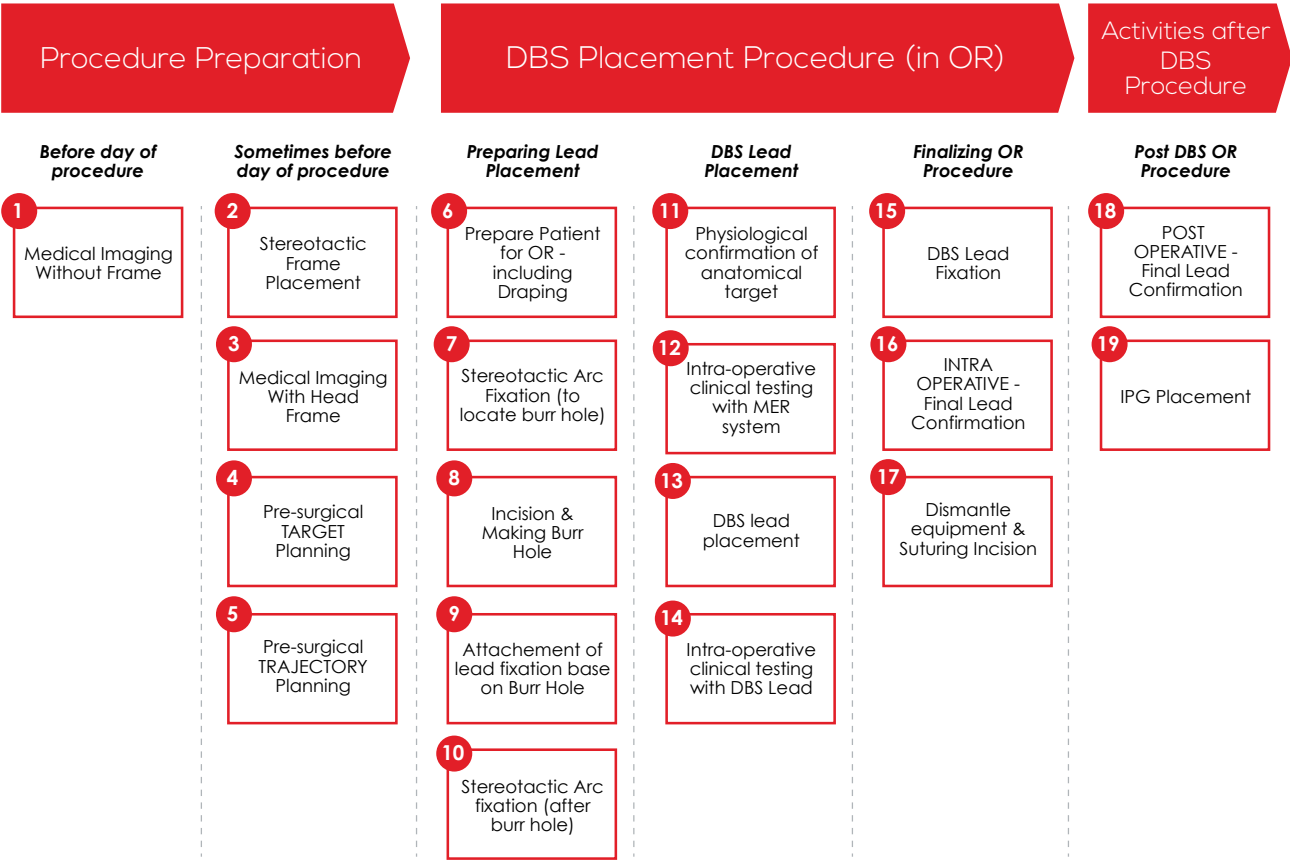 Procedure Preparation
DBS Placement Procedure (in OR)
Activities after
DBS
Procedure
Before day of
procedure
Sometimes before
day of procedure
Preparing Lead
Placement
DBS Lead
Placement
Finalizing OR
Procedure
Post DBS OR
Procedure
1
Medical Imaging
Without Frame
2
Stereotactic
Frame
Placement
3
Medical Imaging
With Head
Frame
4
Pre-surgical
TARGET
Planning
5
Pre-surgical
TRAJECTORY
Planning
6
Prepare Patient
for OR -
including
Draping
7
Stereotactic Arc
Fixation (to
locate burr hole)
8
Incision &
Making Burr
Hole
9
Attachement of
lead fixation base
on Burr Hole
10
Stereotactic Arc
fixation (after
burr hole)
11
Physiological
confirmation of
anatomical
target
12
Intra-operative
clinical testing
with MER
system
13
DBS lead
placement
14
Intra-operative
clinical testing
with DBS Lead
15
DBS Lead
Fixation
16
INTRA
OPERATIVE -
Final Lead
Confirmation
17
Dismantle
equipment &
Suturing Incision
18
POST
OPERATIVE -
Final Lead
Confirmation
19
IPG Placement